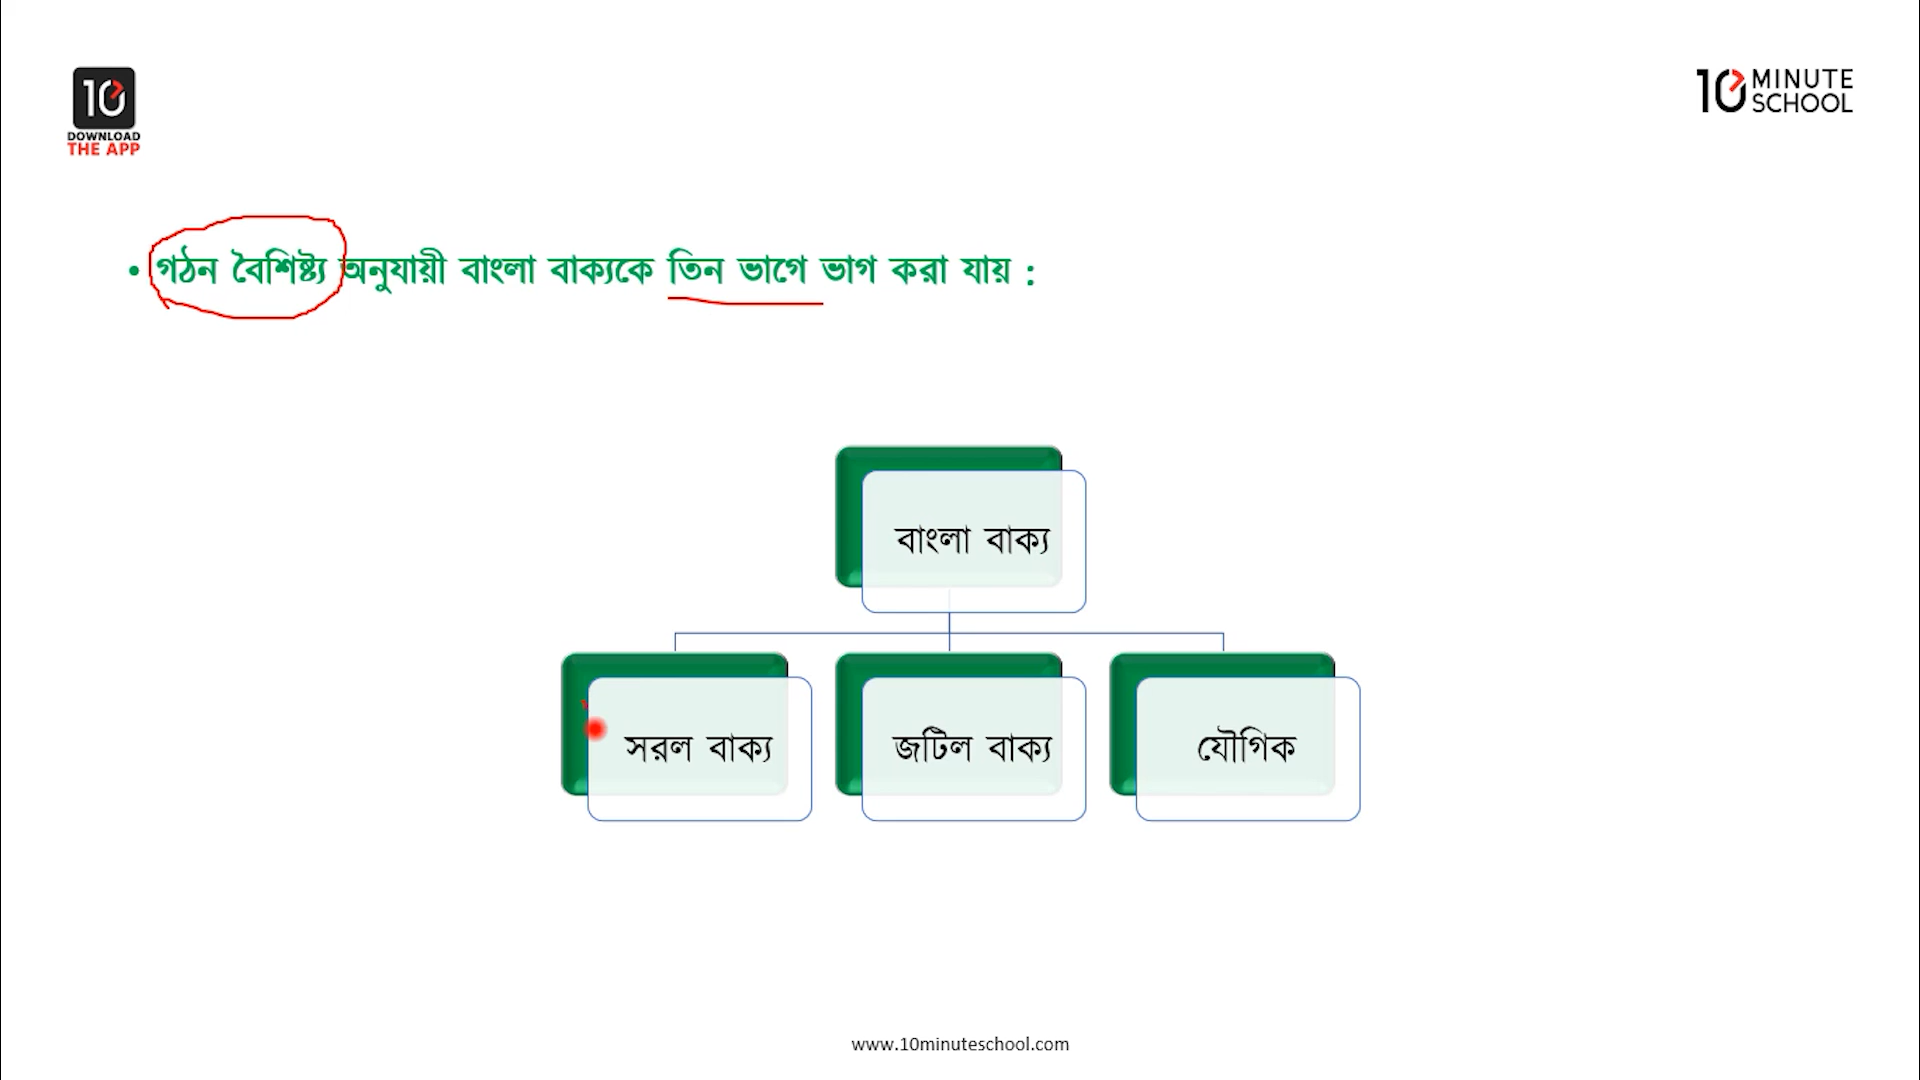 10
DOWNLOAD
THE APP
10 MINUTE
SCHOOL
• গঠন বৈশিষ্ট্য অনুযায়ী বাংলা বাক্যকে তিন ভাগে ভাগ করা যায় :
বাংলা বাক্য
সরল বাক্য
জটিল বাক্য
যৌগিক
www.10minuteschool.com